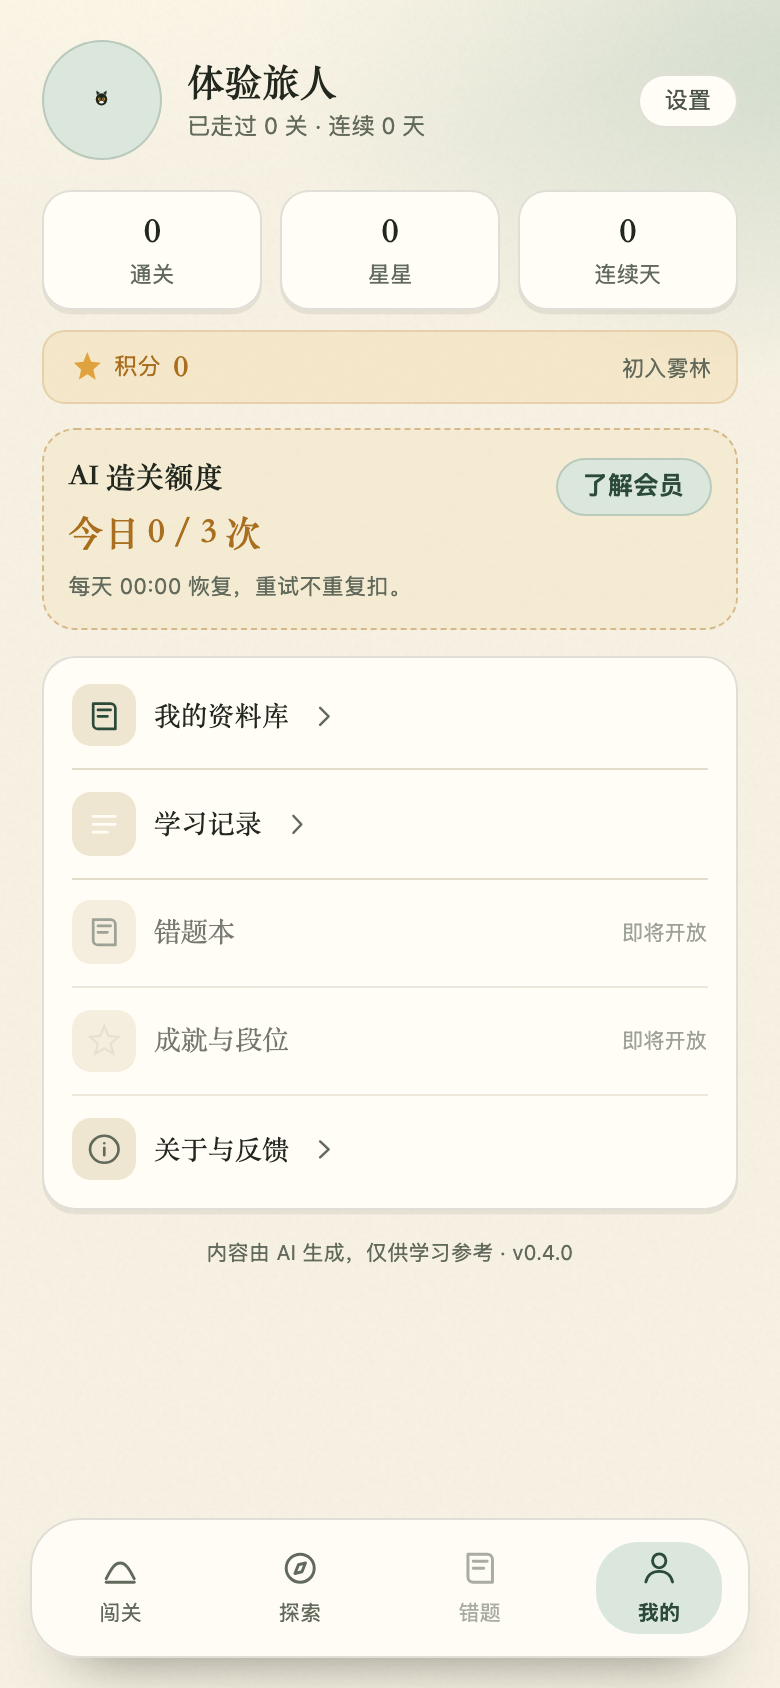 体验旅人
已走过 0 关 · 连续 0 天
设置
0
通关
0
星星
0
连续天
积分 0
初入雾林
AI 造关额度
了解会员
今日 0 / 3 次
每天 00:00 恢复，重试不重复扣。
我的资料库
学习记录
错题本
即将开放
成就与段位
即将开放
关于与反馈
内容由 AI 生成，仅供学习参考 · v0.4.0
闯关
探索
错题
我的